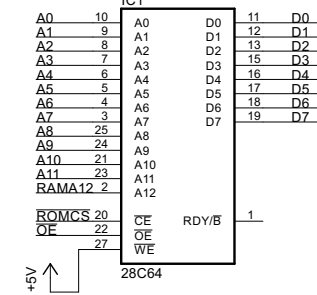 IC1
A0 10 A0 D0 11 D0
A1 9 A1 D1 12 D1
A2 8 A2 D2 13 D2
A3 7 A3 D3 15 D3
A4 6 A4 D4 16 D4
A5 5 A5 D5 17 D5
A6 4 A6 D6 18 D6
A7 3 A7 D7 19 D7
A8 25 A8
A9 24 A9
A10 21 A10
A11 23 A11
RAMA12 2 A12
ROMCS 20 CE RDY/B 1
OE 22 OE
27 WE
+5V
28C64